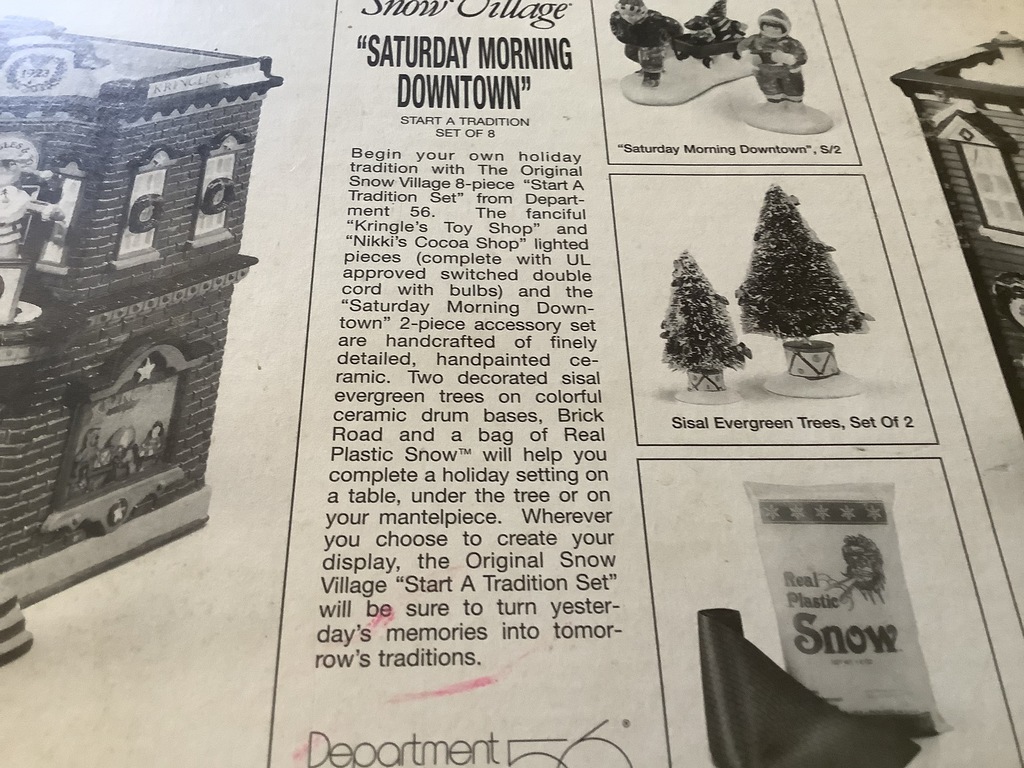 Snow Village
"SATURDAY MORNING
DOWNTOWN"
START A TRADITION
SET OF 8
Begin your own holiday
tradition with The Original
Snow Village 8-piece "Start A
Tradition Set" from Depart-
ment 56. The fanciful
"Kringle's Toy Shop" and
"Nikki's Cocoa Shop" lighted
pieces (complete with UL
approved switched double
cord with bulbs) and the
"Saturday Morning Down-
town" 2-piece accessory set
are handcrafted of finely
detailed, handpainted ce-
ramic. Two decorated sisal
evergreen trees on colorful
ceramic drum bases, Brick
Road and a bag of Real
Plastic Snow™ will help you
complete a holiday setting on
a table, under the tree or on
your mantelpiece. Wherever
you choose to create your
display, the Original Snow
Village "Start A Tradition Set"
will be sure to turn yester-
day's memories into tomor-
row's traditions.
Department 56®
"Saturday Morning Downtown", S/2
Sisal Evergreen Trees, Set Of 2
Real
Plastic
Snow
1923
KRINGLES